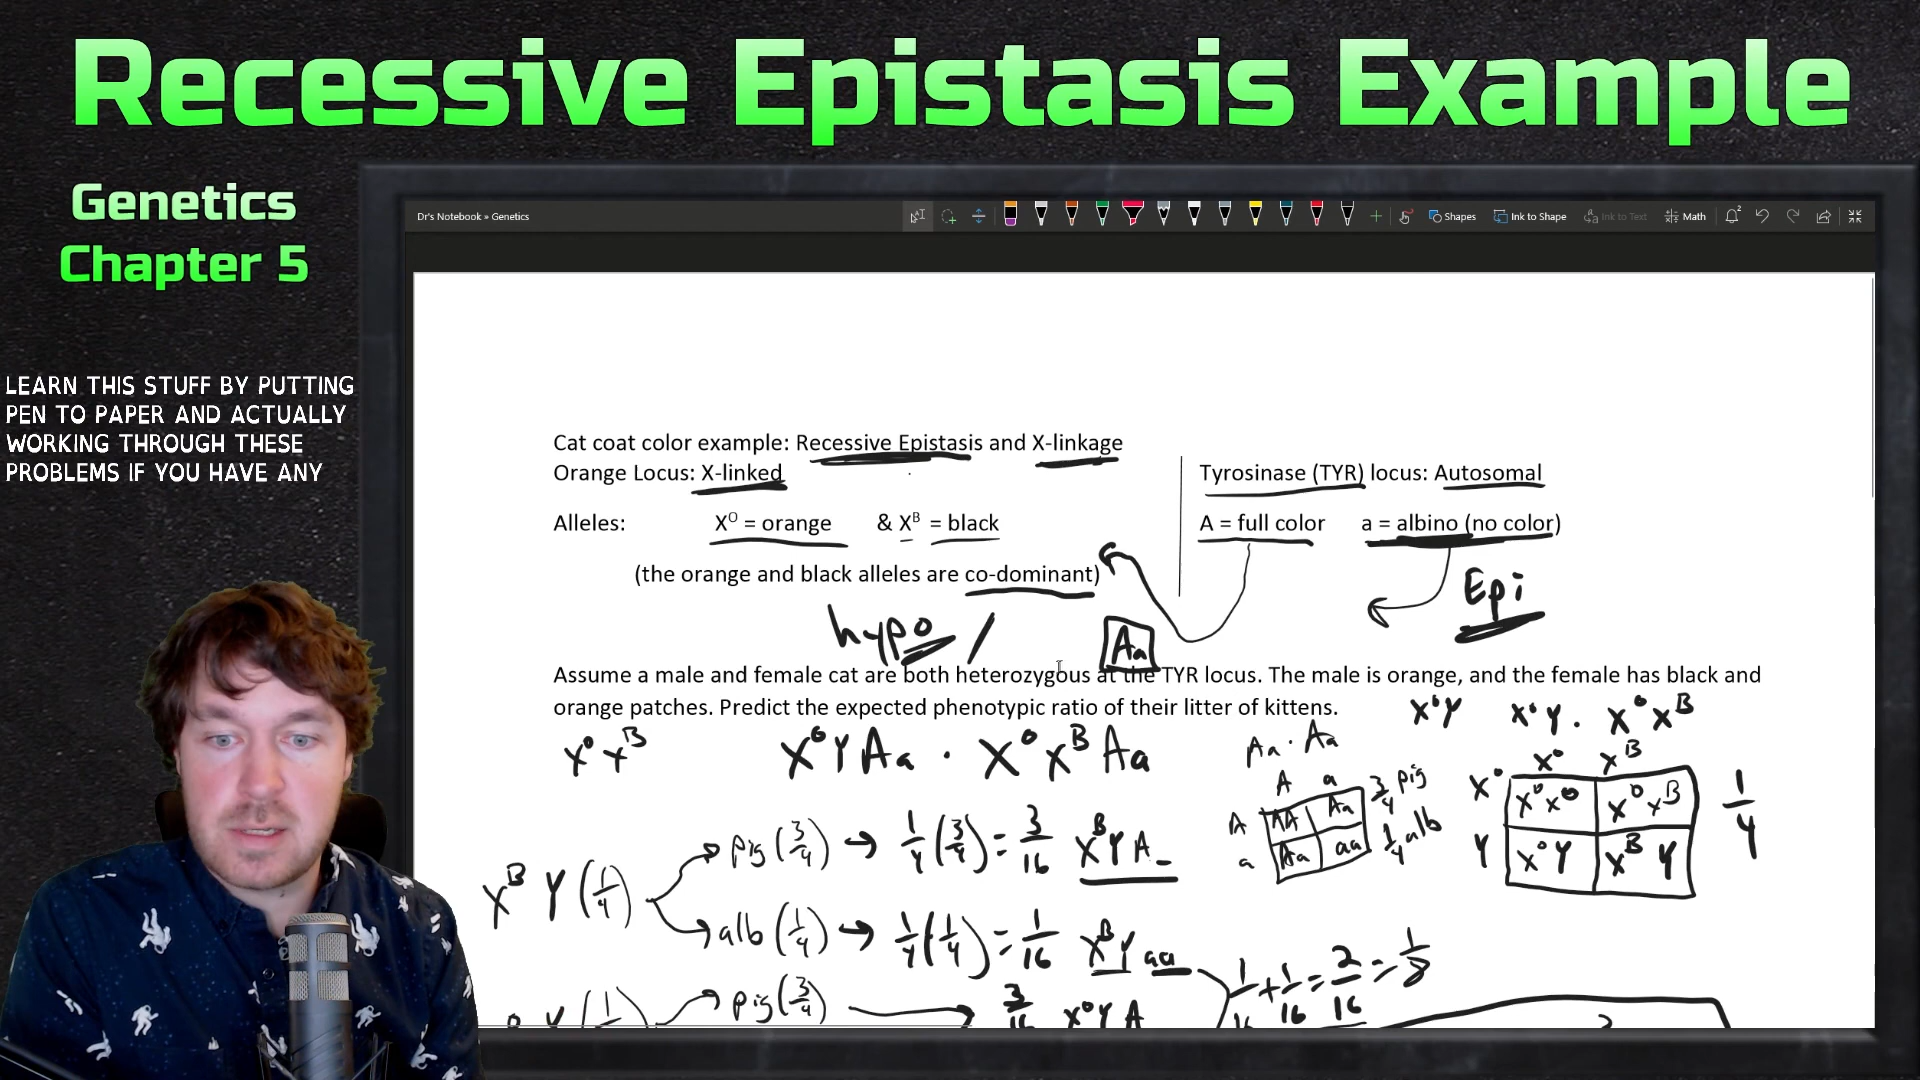 Recessive Epistasis Example
Genetics
Chapter 5
LEARN THIS STUFF BY PUTTING
PEN TO PAPER AND ACTUALLY
WORKING THROUGH THESE
PROBLEMS IF YOU HAVE ANY
Dr's Notebook » Genetics
Shapes
Ink to Shape
Ink to Text
Math
2
Cat coat color example: Recessive Epistasis and X-linkage
Orange Locus: X-linked
Tyrosinase (TYR) locus: Autosomal
Alleles: X^O = orange & X^B = black
A = full color a = albino (no color)
(the orange and black alleles are co-dominant)
Epi
hypo /
Aa
Assume a male and female cat are both heterozygous at the TYR locus. The male is orange, and the female has black and
orange patches. Predict the expected phenotypic ratio of their litter of kittens.
X^O Y X^O Y · X^O X^B
X^O X^B
X^O Y Aa · X^O X^B Aa
Aa · Aa
A a
A AA Aa
a Aa aa
3/4 pig
1/4 alb
X^O X^B
X^O X^O X^O X^O X^B
Y X^O Y X^B Y
1/4
X^B Y (1/4)
pig (3/4) → 1/4 (3/4) = 3/16 X^B Y A_
alb (1/4) → 1/4 (1/4) = 1/16 X^B Y aa
1/16 + 1/16 = 2/16 = 1/8
pig (3/4) → 3/16 X^O Y A